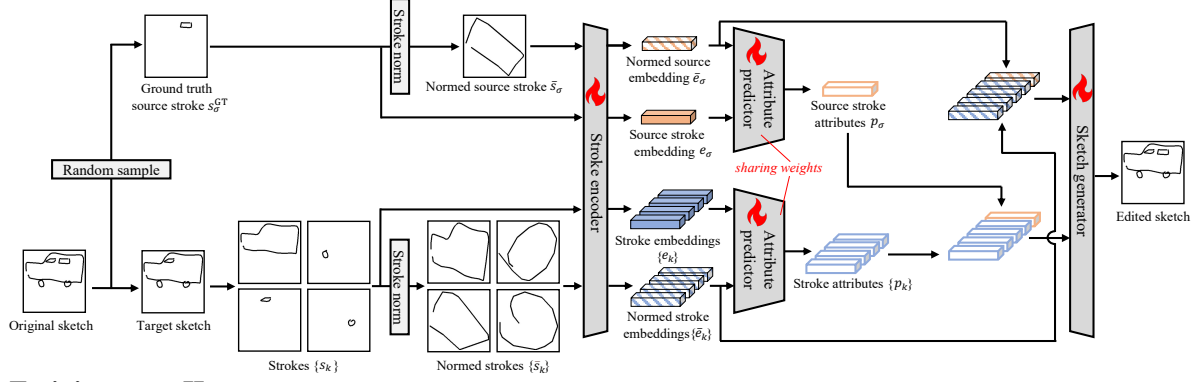 Ground truth
source stroke s_σ^GT
Stroke norm
Normed source stroke s̄_σ
Normed source
embedding ē_σ
Attribute
predictor
Source stroke
attributes p_σ
Source stroke
embedding e_σ
Random sample
Stroke encoder
sharing weights
Sketch generator
Edited sketch
Stroke embeddings
{e_k}
Attribute
predictor
Stroke attributes {p_k}
Stroke norm
Normed stroke
embeddings{ē_k}
Original sketch
Target sketch
Strokes {s_k}
Normed strokes {s̄_k}